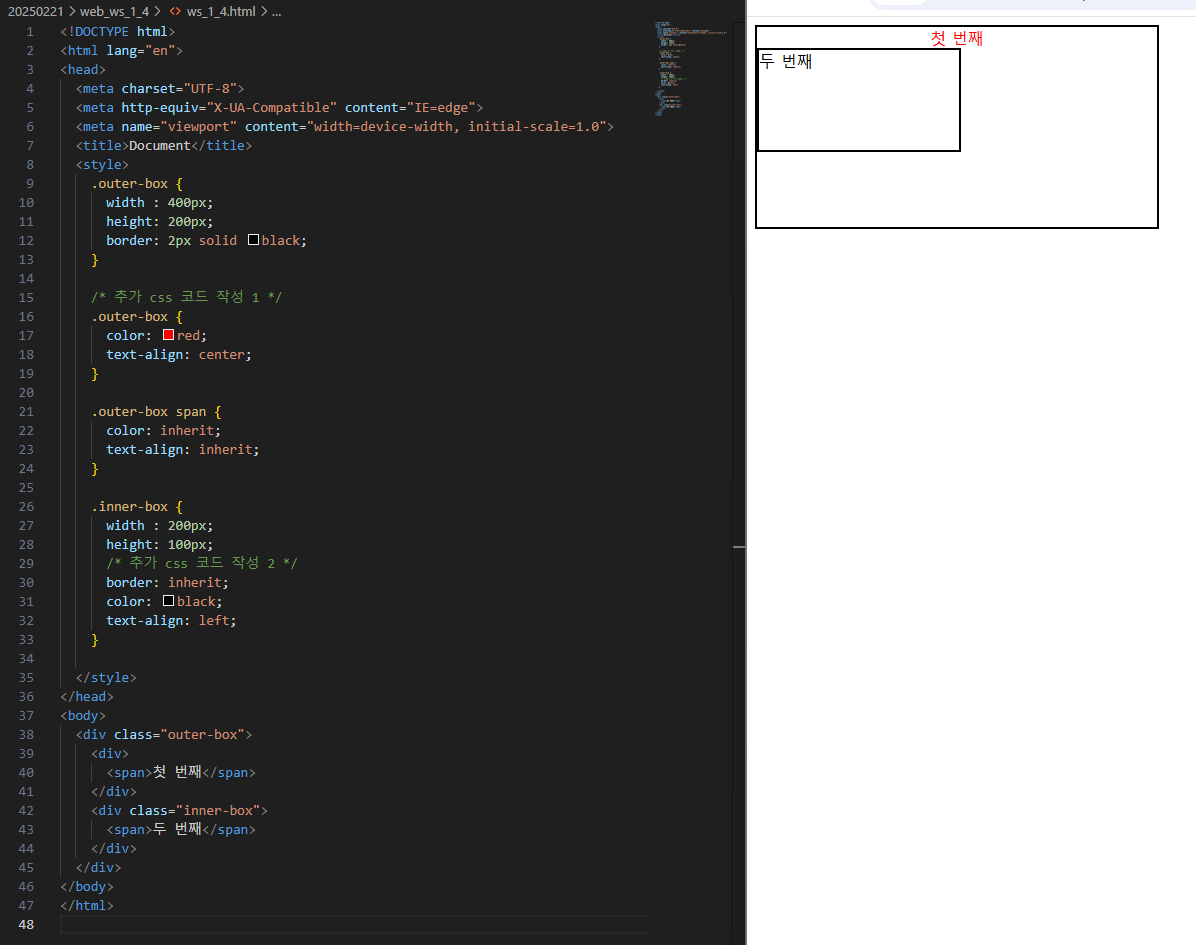 20250221 > web_ws_1_4 > <> ws_1_4.html > ...
1 <!DOCTYPE html>
2 <html lang="en">
3 <head>
4 <meta charset="UTF-8">
5 <meta http-equiv="X-UA-Compatible" content="IE=edge">
6 <meta name="viewport" content="width=device-width, initial-scale=1.0">
7 <title>Document</title>
8 <style>
9 .outer-box {
10 width : 400px;
11 height: 200px;
12 border: 2px solid black;
13 }
14
15 /* 추가 css 코드 작성 1 */
16 .outer-box {
17 color: red;
18 text-align: center;
19 }
20
21 .outer-box span {
22 color: inherit;
23 text-align: inherit;
24 }
25
26 .inner-box {
27 width : 200px;
28 height: 100px;
29 /* 추가 css 코드 작성 2 */
30 border: inherit;
31 color: black;
32 text-align: left;
33 }
34
35 </style>
36 </head>
37 <body>
38 <div class="outer-box">
39 <div>
40 <span>첫 번째</span>
41 </div>
42 <div class="inner-box">
43 <span>두 번째</span>
44 </div>
45 </div>
46 </body>
47 </html>
48
첫 번째
두 번째